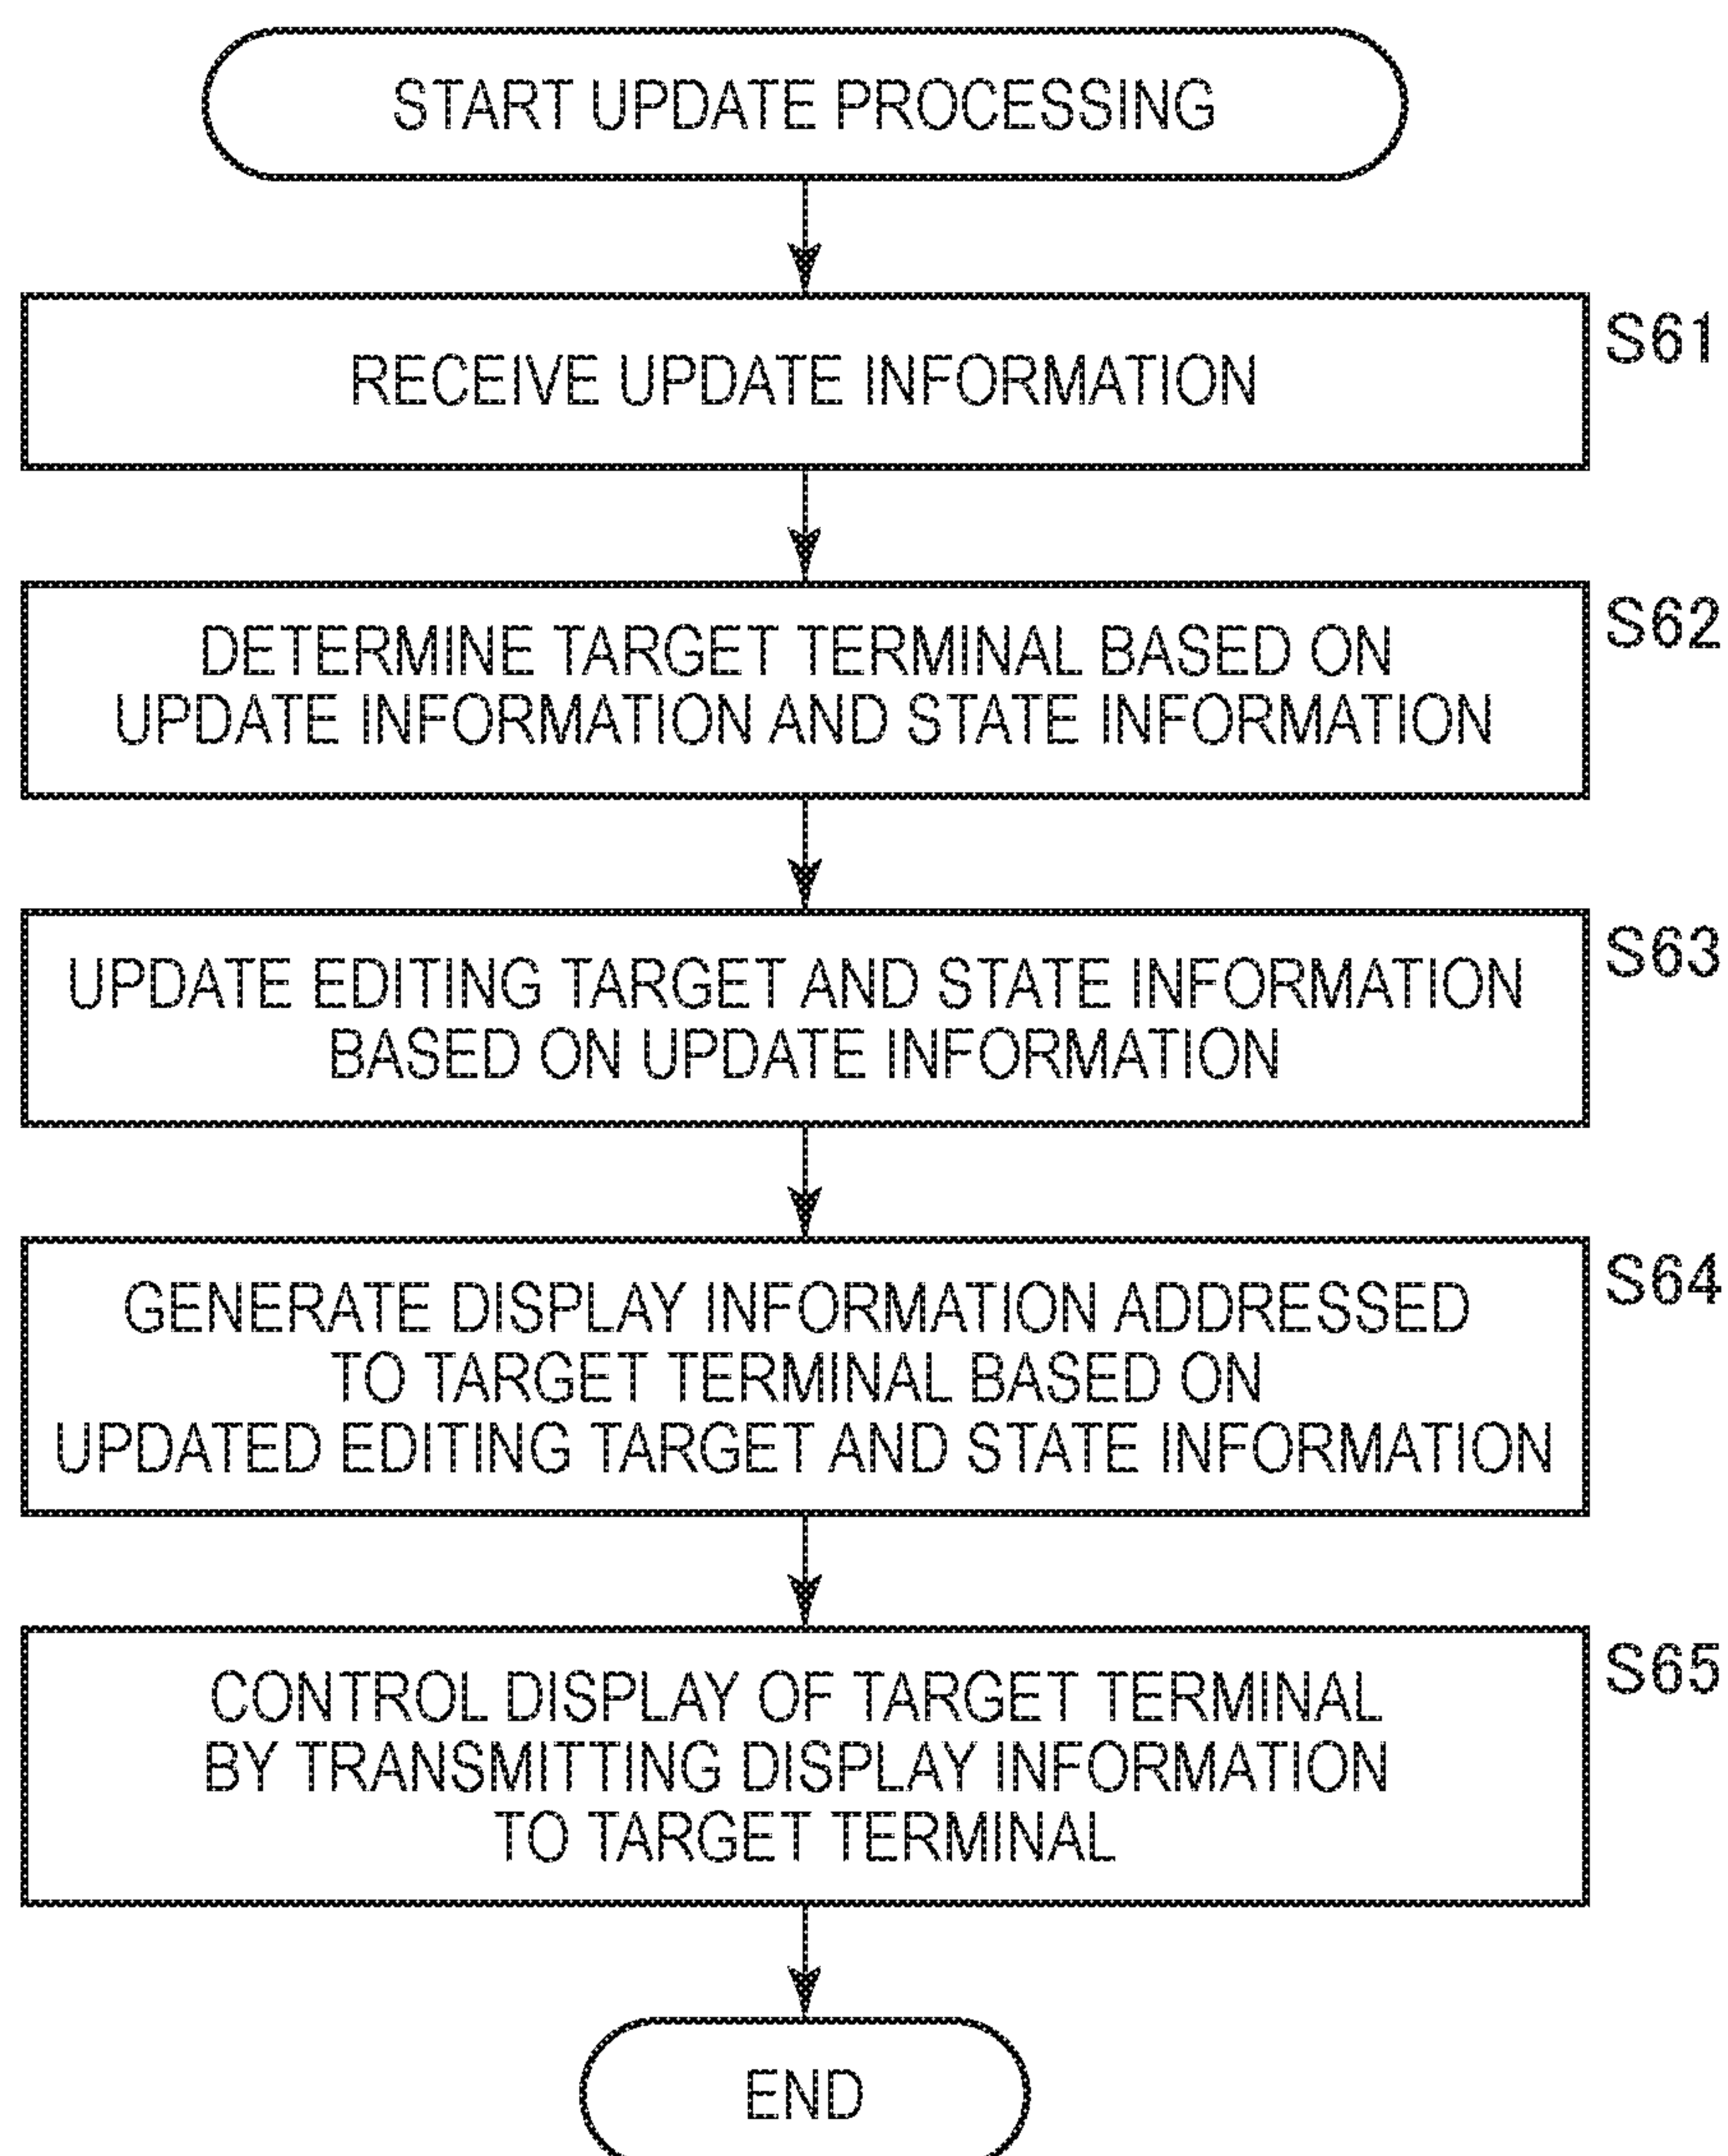 START UPDATE PROCESSING
RECEIVE UPDATE INFORMATION
S61
DETERMINE TARGET TERMINAL BASED ON
UPDATE INFORMATION AND STATE INFORMATION
S62
UPDATE EDITING TARGET AND STATE INFORMATION
BASED ON UPDATE INFORMATION
S63
GENERATE DISPLAY INFORMATION ADDRESSED
TO TARGET TERMINAL BASED ON
UPDATED EDITING TARGET AND STATE INFORMATION
S64
CONTROL DISPLAY OF TARGET TERMINAL
BY TRANSMITTING DISPLAY INFORMATION
TO TARGET TERMINAL
S65
END